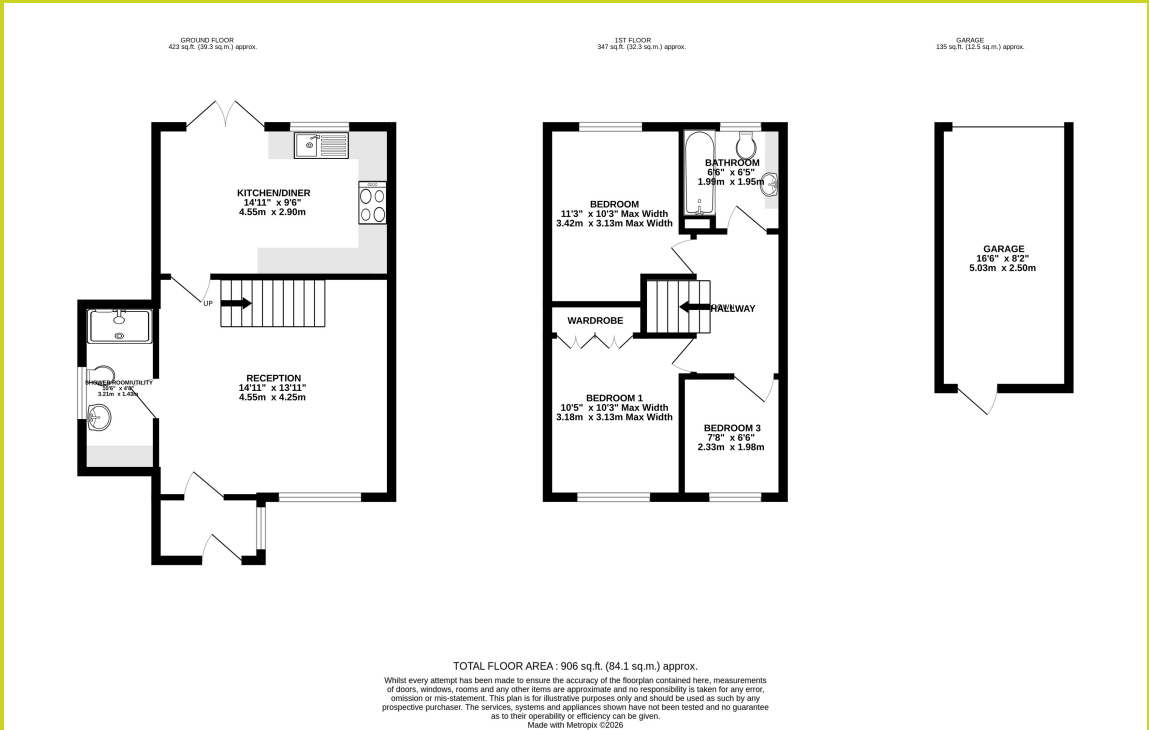 GROUND FLOOR
423 sq.ft. (39.3 sq.m.) approx.
1ST FLOOR
347 sq.ft. (32.3 sq.m.) approx.
GARAGE
135 sq.ft. (12.5 sq.m.) approx.
KITCHEN/DINER
14'11" x 9'6"
4.55m x 2.90m
UP
SHOWER ROOM/UTILITY
10'6" x 4'8"
3.21m x 1.43m
RECEPTION
14'11" x 13'11"
4.55m x 4.25m
BEDROOM
11'3" x 10'3" Max Width
3.42m x 3.13m Max Width
BATHROOM
6'6" x 6'5"
1.99m x 1.95m
HALLWAY
WARDROBE
BEDROOM 1
10'5" x 10'3" Max Width
3.18m x 3.13m Max Width
BEDROOM 3
7'8" x 6'6"
2.33m x 1.98m
GARAGE
16'6" x 8'2"
5.03m x 2.50m
TOTAL FLOOR AREA : 906 sq.ft. (84.1 sq.m.) approx.
Whilst every attempt has been made to ensure the accuracy of the floorplan contained here, measurements
of doors, windows, rooms and any other items are approximate and no responsibility is taken for any error,
omission or mis-statement. This plan is for illustrative purposes only and should be used as such by any
prospective purchaser. The services, systems and appliances shown have not been tested and no guarantee
as to their operability or efficiency can be given.
Made with Metropix ©2026